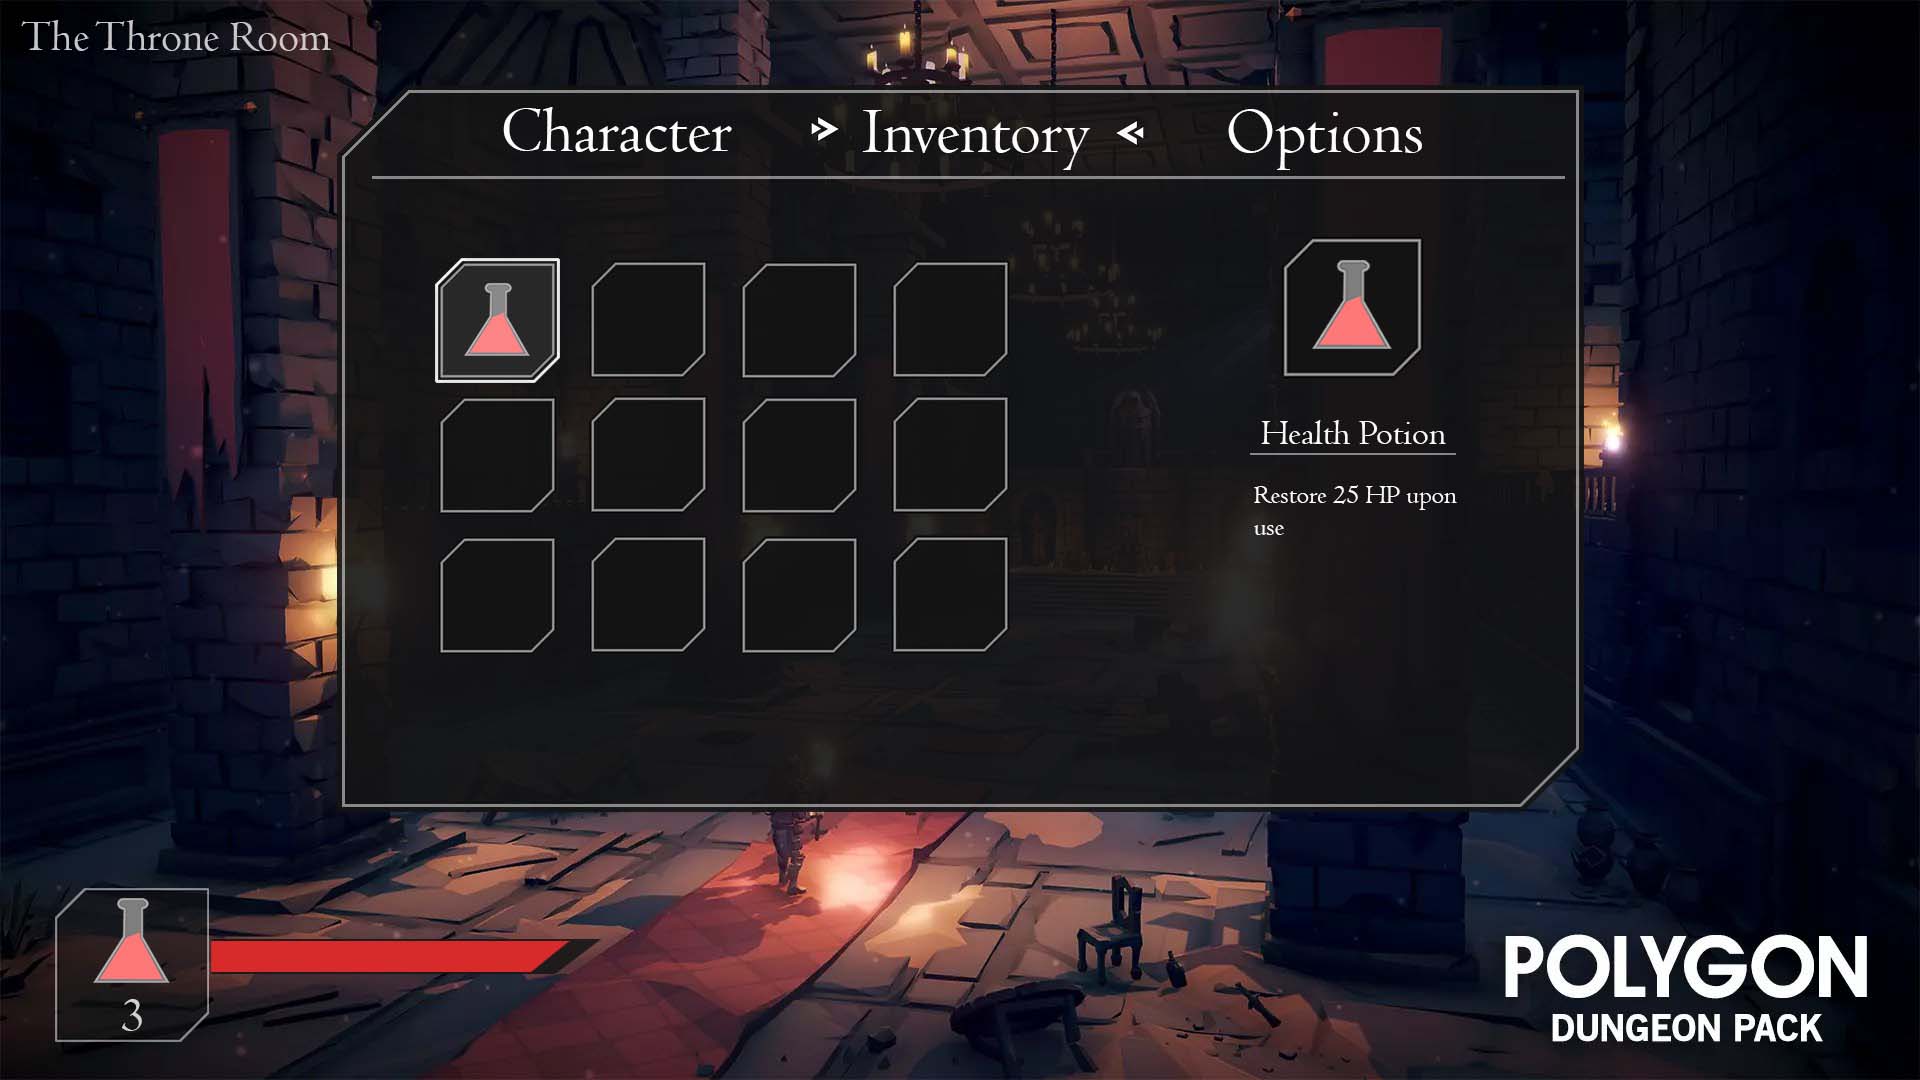 The Throne Room
Character » Inventory « Options
Health Potion
Restore 25 HP upon
use
3
POLYGON
DUNGEON PACK